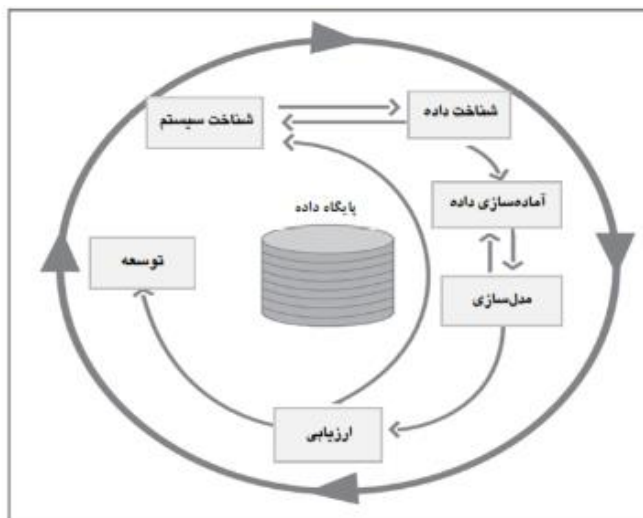 شناخت داده
شناخت سیستم
آماده‌سازی داده
پایگاه داده
توسعه
مدل‌سازی
ارزیابی